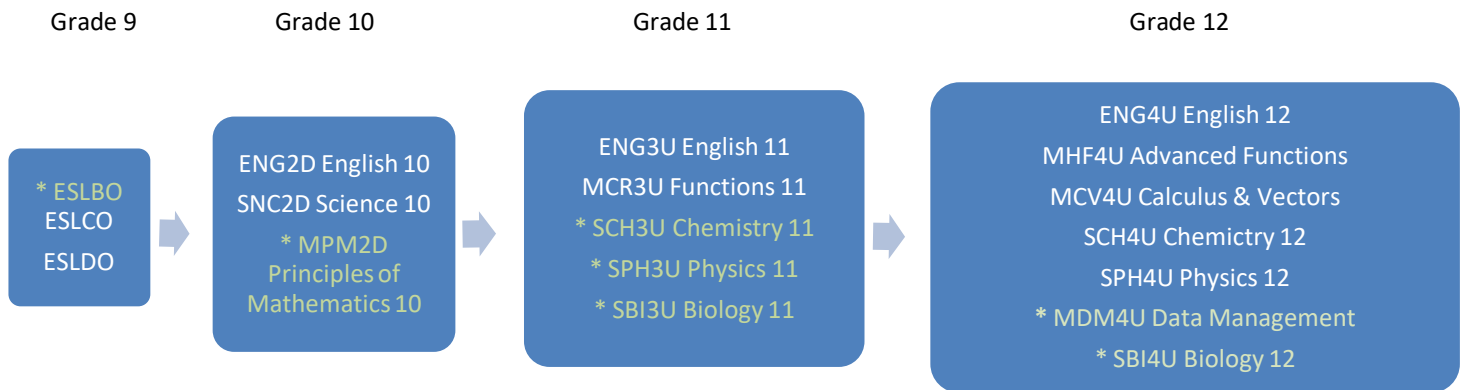 Grade 9
Grade 10
Grade 11
Grade 12
* ESLBO
ESLCO
ESLDO
ENG2D English 10
SNC2D Science 10
* MPM2D
Principles of
Mathematics 10
ENG3U English 11
MCR3U Functions 11
* SCH3U Chemistry 11
* SPH3U Physics 11
* SBI3U Biology 11
ENG4U English 12
MHF4U Advanced Functions
MCV4U Calculus & Vectors
SCH4U Chemictry 12
SPH4U Physics 12
* MDM4U Data Management
* SBI4U Biology 12